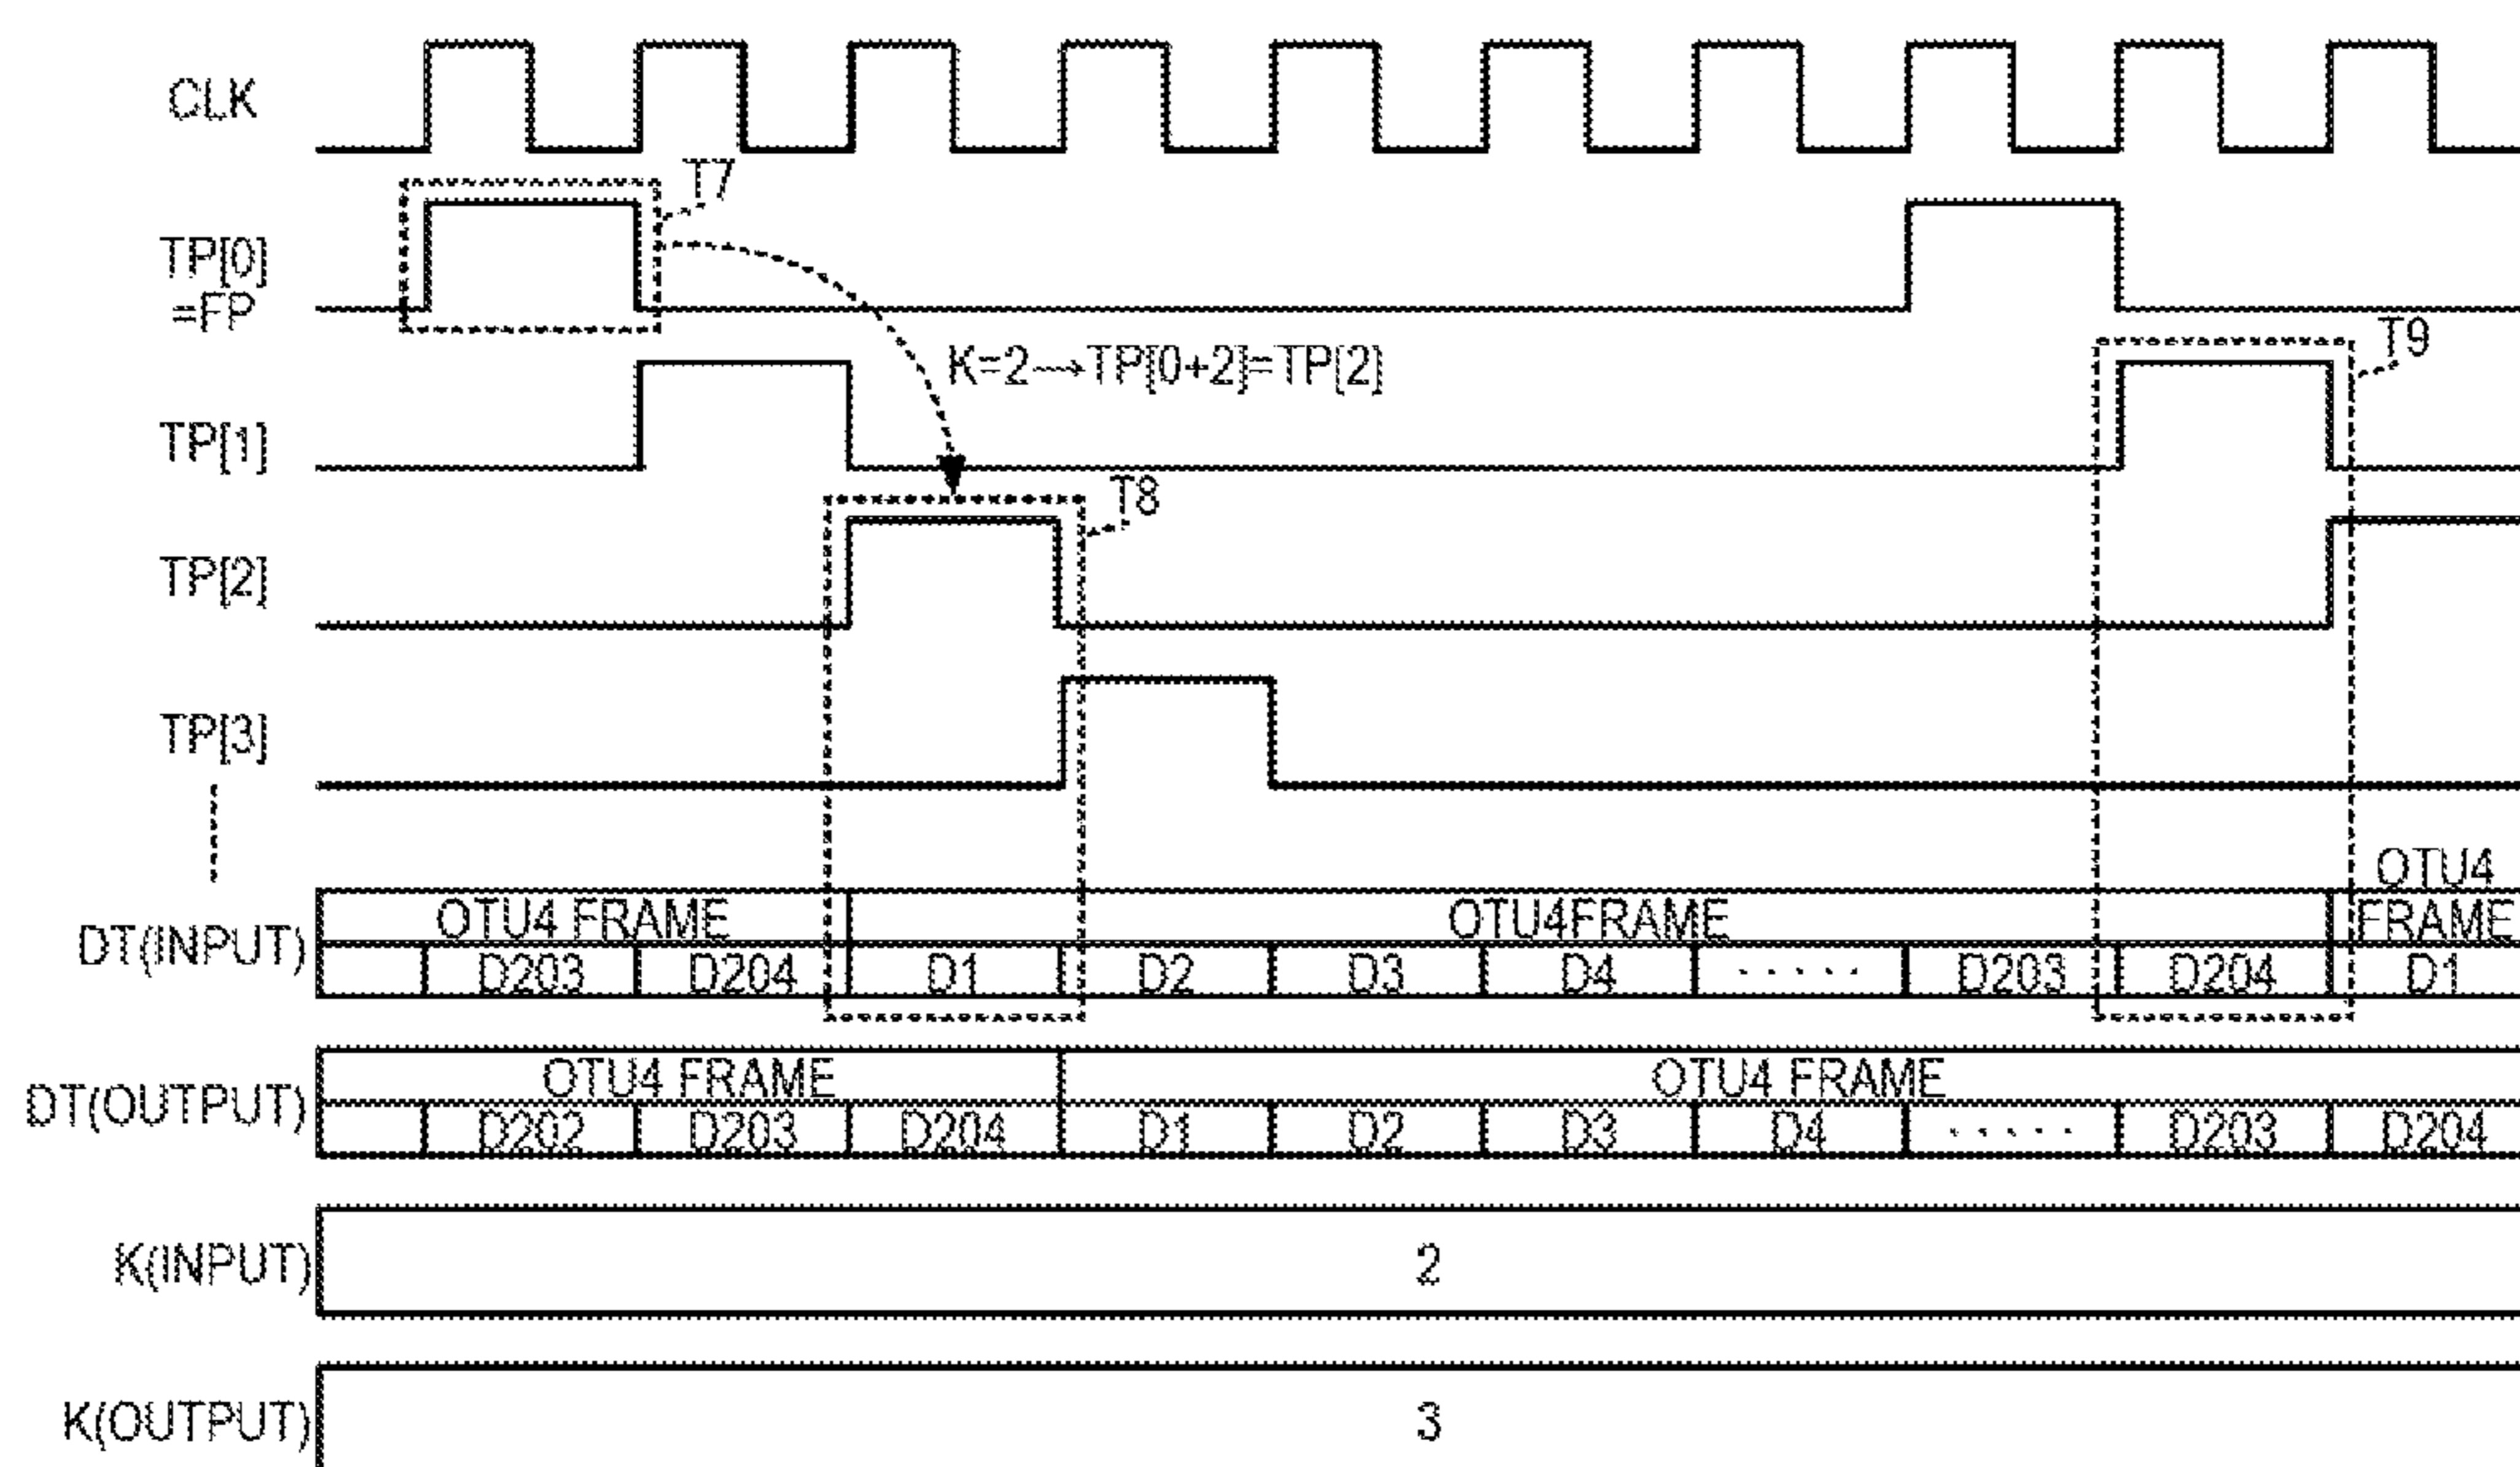 CLK
T7
TP[0]
=FP
K=2→TP[0+2]=TP[2]
T9
TP[1]
T8
TP[2]
TP[3]
DT(INPUT)
OTU4 FRAME
OTU4FRAME
OTU4
FRAME
D203 D204 D1 D2 D3 D4 ····· D203 D204 D1
DT(OUTPUT)
OTU4 FRAME
OTU4 FRAME
D202 D203 D204 D1 D2 D3 D4 ····· D203 D204
K(INPUT) 2
K(OUTPUT) 3